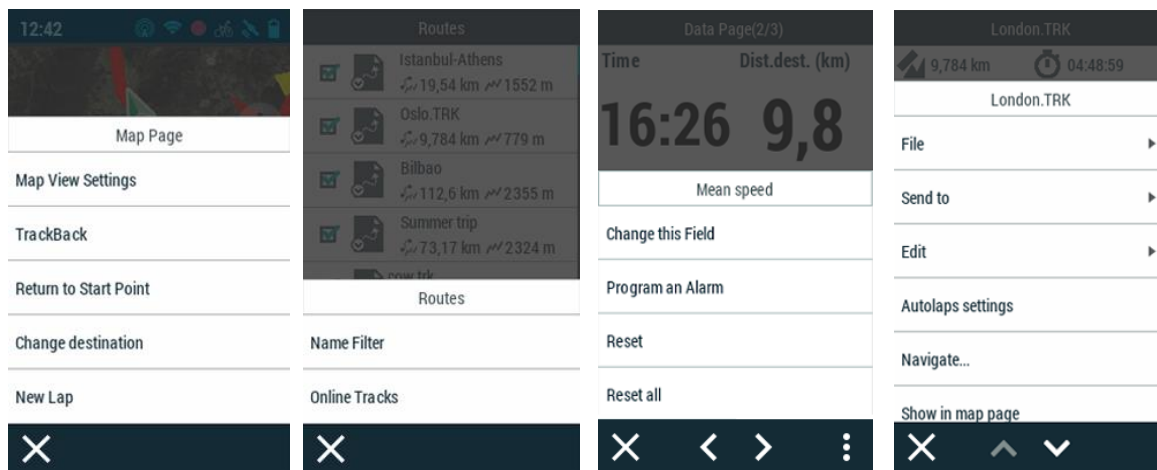 12:42
Map Page
Map View Settings
TrackBack
Return to Start Point
Change destination
New Lap
Routes
Istanbul-Athens
19,54 km 1552 m
Oslo.TRK
9,784 km 779 m
Bilbao
112,6 km 2355 m
Summer trip
73,17 km 2324 m
cow.trk
Routes
Name Filter
Online Tracks
Data Page(2/3)
Time Dist.dest. (km)
16:26 9,8
Mean speed
Change this Field
Program an Alarm
Reset
Reset all
London.TRK
9,784 km 04:48:59
London.TRK
File
Send to
Edit
Autolaps settings
Navigate...
Show in map page